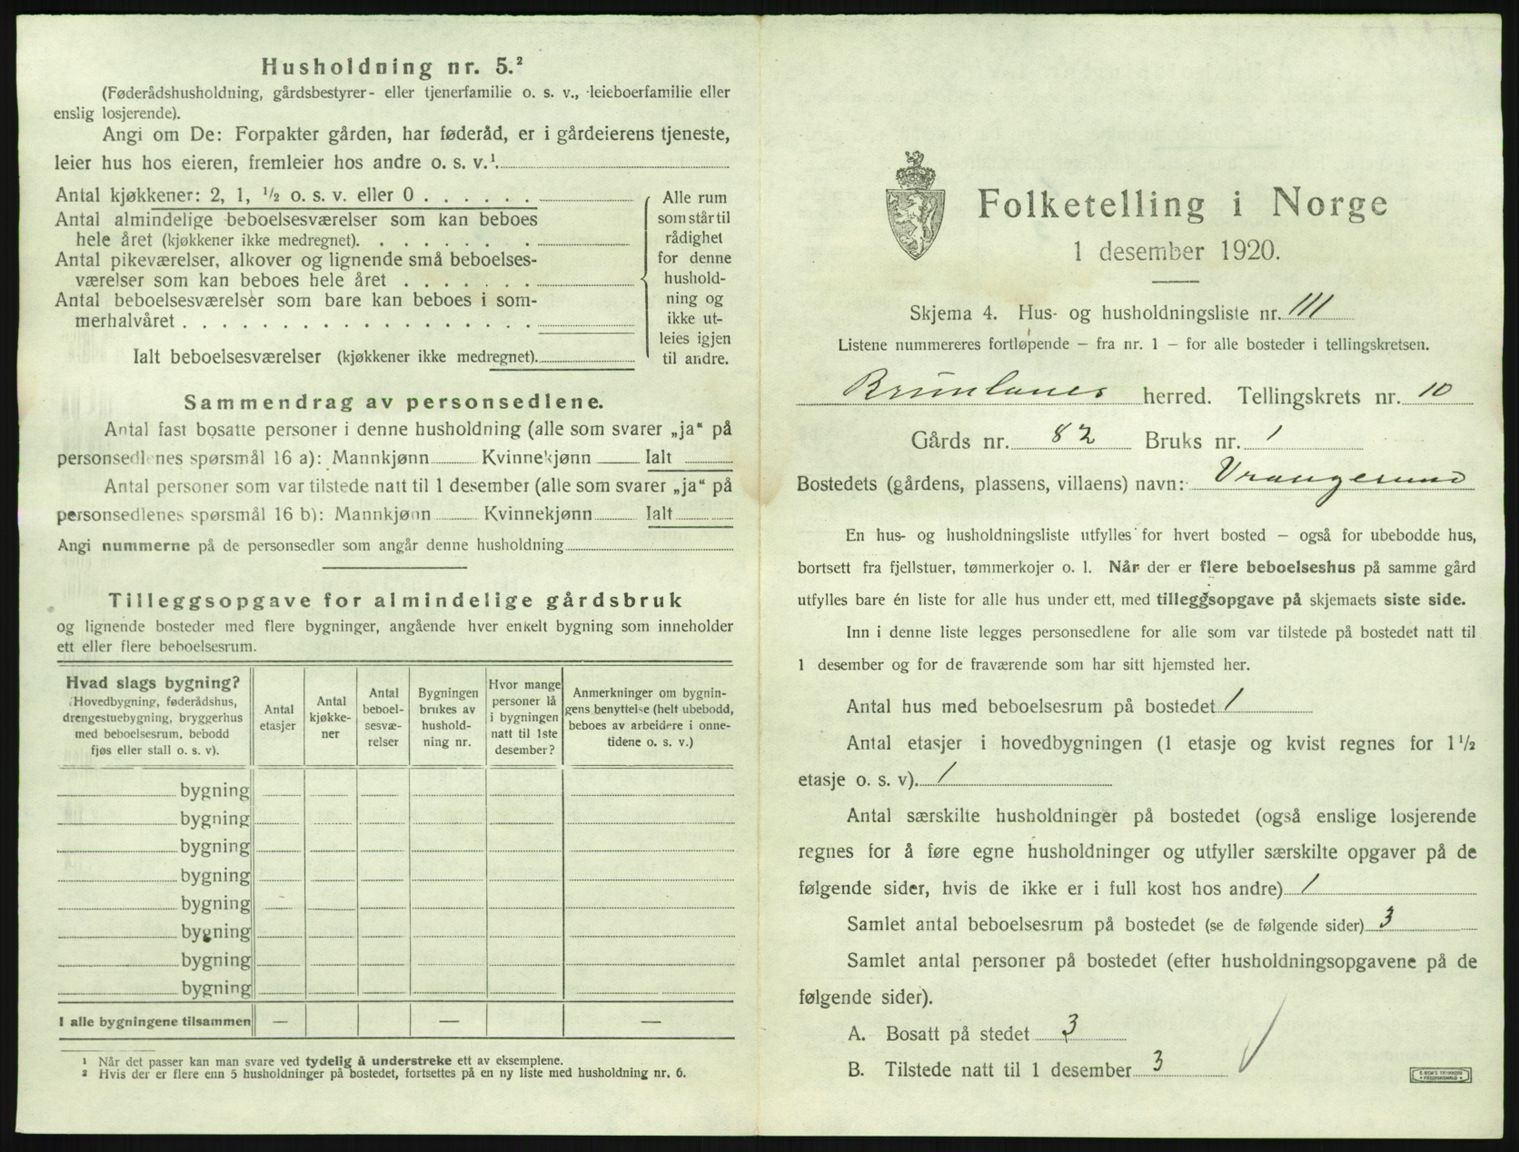 Husholdning nr. 5.²
(Føderådshusholdning, gårdsbestyrer- eller tjenerfamilie o. s. v., leieboerfamilie eller
enslig losjerende).
Angi om De: Forpakter gården, har føderåd, er i gårdeierens tjeneste,
leier hus hos eieren, fremleier hos andre o. s. v.¹.
Antal kjøkkener: 2, 1, ½ o. s. v. eller 0
Antal almindelige beboelsesværelser som kan beboes
hele året (kjøkkener ikke medregnet).
Antal pikeværelser, alkover og lignende små beboelses-
værelser som kan beboes hele året
Antal beboelsesværelser som bare kan beboes i som-
merhalvåret
Ialt beboelsesværelser (kjøkkener ikke medregnet).
Alle rum
som står til
rådighet
for denne
hushold-
ning og
ikke ut-
leies igjen
til andre.
Sammendrag av personsedlene.
Antal fast bosatte personer i denne husholdning (alle som svarer „ja“ på
personsedlenes spørsmål 16 a): Mannkjønn Kvinnekjønn Ialt
Antal personer som var tilstede natt til 1 desember (alle som svarer „ja“ på
personsedlenes spørsmål 16 b): Mannkjønn Kvinnekjønn Ialt
Angi nummerne på de personsedler som angår denne husholdning
Tilleggsopgave for almindelige gårdsbruk
og lignende bosteder med flere bygninger, angående hver enkelt bygning som inneholder
ett eller flere beboelsesrum.
Hvad slags bygning?
(Hovedbygning, føderådshus,
drengestuebygning, bryggerhus
med beboelsesrum, bebodd
fjøs eller stall o. s. v.).
Antal
etasjer
Antal
kjøkke-
ner
Antal
beboel-
sesvæ-
relser
Bygningen
brukes av
hushold-
ning nr.
Hvor mange
personer lå
i bygningen
natt til 1ste
desember?
Anmerkninger om bygnin-
gens benyttelse (helt ubebodd,
beboes av arbeidere i onne-
tidene o. s. v.)
bygning
bygning
bygning
bygning
bygning
bygning
bygning
bygning
I alle bygningene tilsammen — — —
¹ Når det passer kan man svare ved tydelig å understreke ett av eksemplene.
² Hvis der er flere enn 5 husholdninger på bostedet, fortsettes på en ny liste med husholdning nr. 6.
Folketelling i Norge
1 desember 1920.
Skjema 4. Hus- og husholdningsliste nr. 111
Listene nummereres fortløpende – fra nr. 1 – for alle bosteder i tellingskretsen.
Brunlanes herred. Tellingskrets nr. 10
Gårds nr. 82 Bruks nr. 1
Bostedets (gårdens, plassens, villaens) navn: Vrangesund
En hus- og husholdningsliste utfylles for hvert bosted – også for ubebodde hus,
bortsett fra fjellstuer, tømmerkojer o. l. Når der er flere beboelseshus på samme gård
utfylles bare én liste for alle hus under ett, med tilleggsopgave på skjemaets siste side.
Inn i denne liste legges personsedlene for alle som var tilstede på bostedet natt til
1 desember og for de fraværende som har sitt hjemsted her.
Antal hus med beboelsesrum på bostedet 1
Antal etasjer i hovedbygningen (1 etasje og kvist regnes for 1½
etasje o. s. v). 1
Antal særskilte husholdninger på bostedet (også enslige losjerende
regnes for å føre egne husholdninger og utfyller særskilte opgaver på de
følgende sider, hvis de ikke er i full kost hos andre) 1
Samlet antal beboelsesrum på bostedet (se de følgende sider) 3
Samlet antal personer på bostedet (efter husholdningsopgavene på de
følgende sider).
A. Bosatt på stedet 3
B. Tilstede natt til 1 desember 3